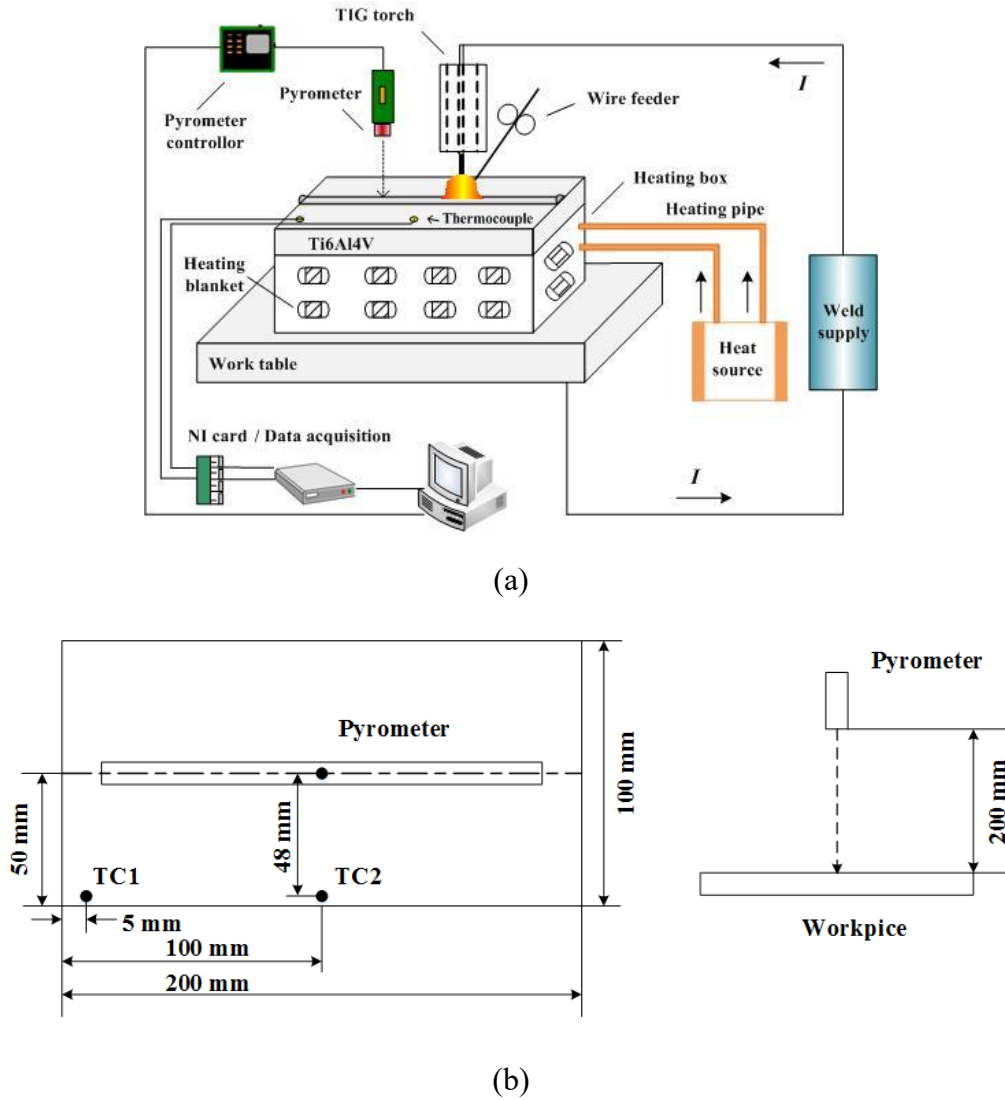 TIG torch
I
Pyrometer
Wire feeder
Pyrometer
controllor
Heating box
Heating pipe
Thermocouple
Ti6Al4V
Heating
blanket
Weld
supply
Heat
source
Work table
NI card / Data acquisition
I
(a)
Pyrometer
Pyrometer
50 mm
48 mm
100 mm
200 mm
TC1
TC2
5 mm
100 mm
200 mm
Workpice
(b)